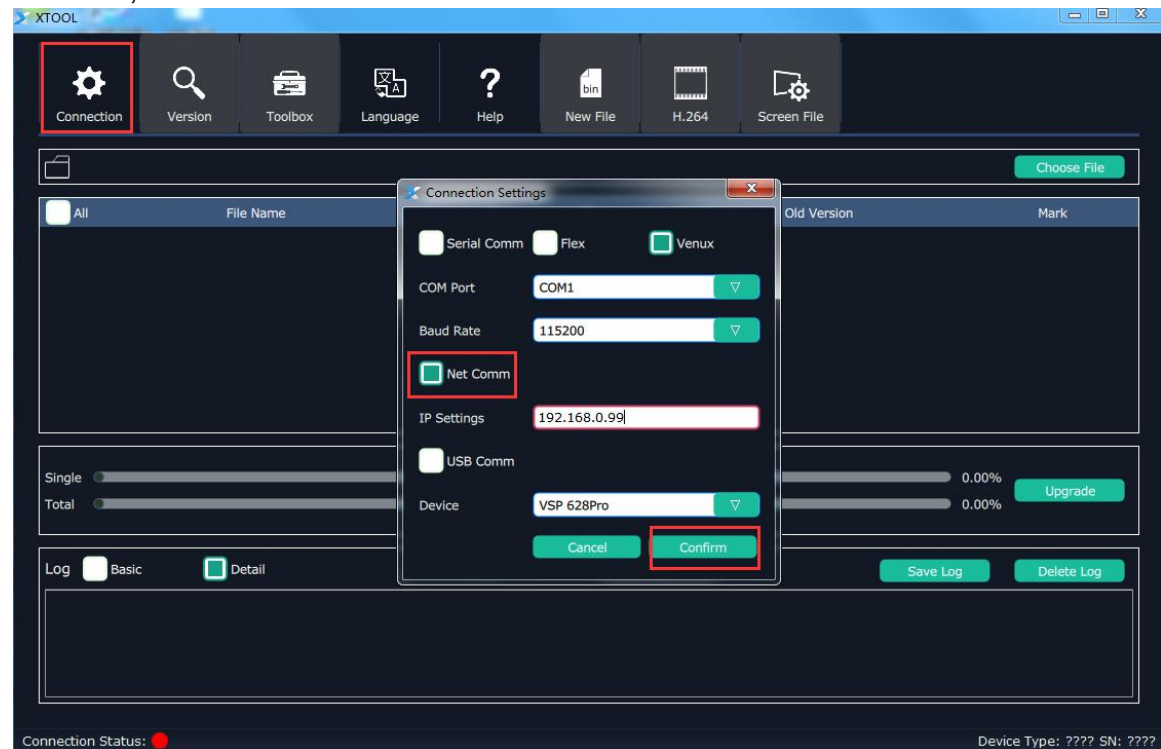 XTOOL
Connection Version Toolbox Language Help New File H.264 Screen File
bin
Choose File
Connection Settings
All File Name Old Version Mark
Serial Comm Flex Venux
COM Port COM1
Baud Rate 115200
Net Comm
IP Settings 192.168.0.99
USB Comm
Device VSP 628Pro
Cancel Confirm
Single 0.00%
Total 0.00%
Upgrade
Log Basic Detail Save Log Delete Log
Connection Status: Device Type: ???? SN: ????